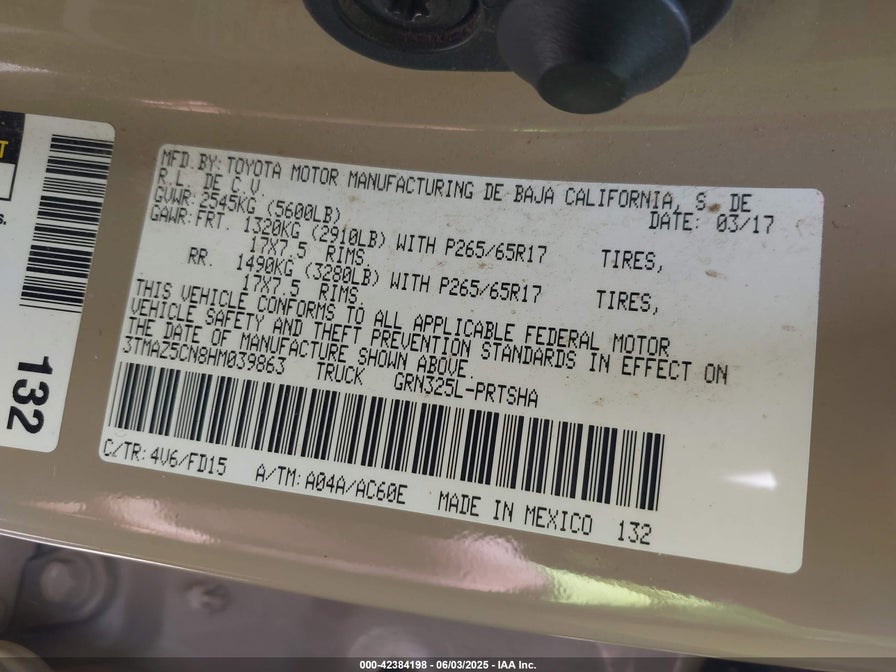 MFD.BY:TOYOTA MOTOR MANUFACTURING DE BAJA CALIFORNIA, S. DE
R.L. DE C.V.
DATE: 03/17
GVWR:2545KG (5600LB)
GAWR:FRT. 1320KG (2910LB) WITH P265/65R17 TIRES,
17X7.5 RIMS.
RR. 1490KG (3280LB) WITH P265/65R17 TIRES,
17X7.5 RIMS.
THIS VEHICLE CONFORMS TO ALL APPLICABLE FEDERAL MOTOR
VEHICLE SAFETY AND THEFT PREVENTION STANDARDS IN EFFECT ON
THE DATE OF MANUFACTURE SHOWN ABOVE.
3TMAZ5CN8HM039863 TRUCK GRN325L-PRTSHA
C/TR:4V6/FD15 A/TM:A04A/AC60E MADE IN MEXICO 132
132
000-42384198 - 06/03/2025 - IAA Inc.